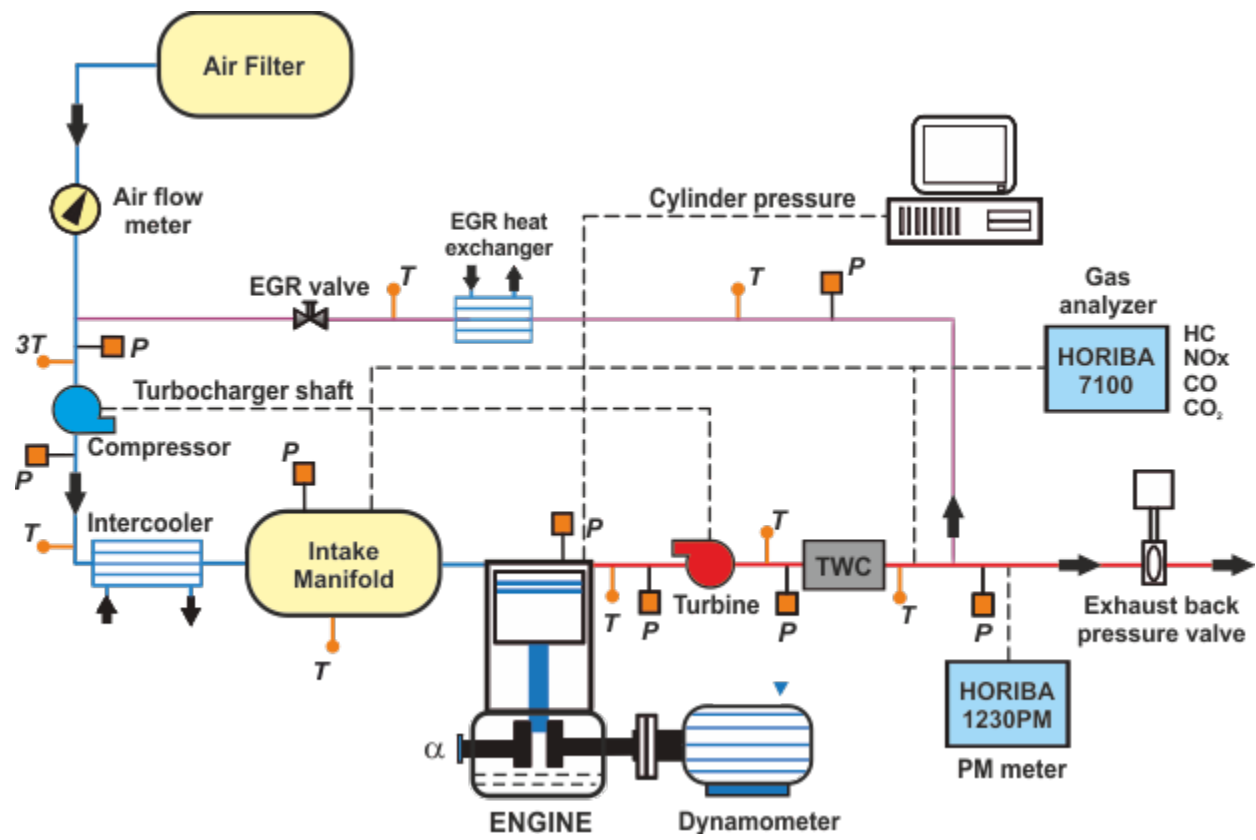 Air Filter
Air flow
meter
Cylinder pressure
EGR heat
exchanger
EGR valve
T
T
P
Gas
analyzer
HORIBA
7100
HC
NOx
CO
CO₂
3T
P
Turbocharger shaft
Compressor
P
P
T
Intercooler
Intake
Manifold
T
P
T
P
Turbine
T
P
TWC
T
P
Exhaust back
pressure valve
HORIBA
1230PM
PM meter
α
ENGINE
Dynamometer